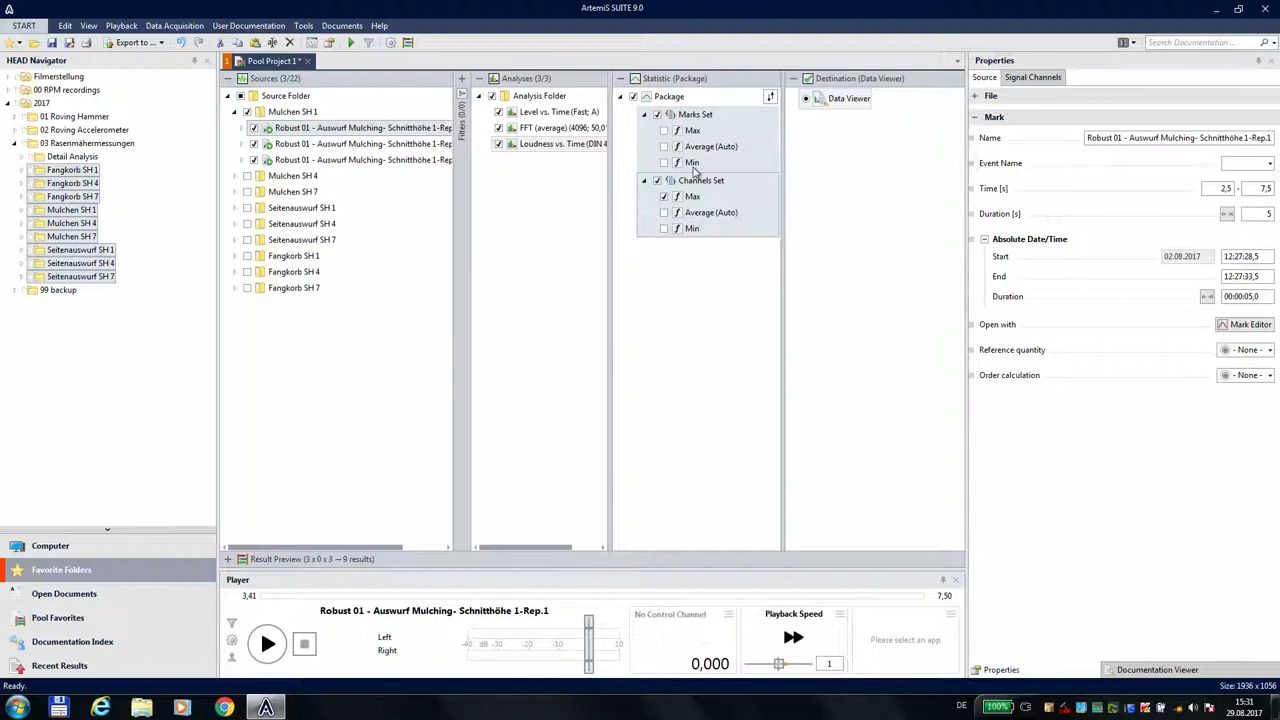 ArtemiS SUITE 9.0
START Edit View Playback Data Acquisition User Documentation Tools Documents Help
Export to ...
Search Documentation...
HEAD Navigator
Filmerstellung
00 RPM recordings
2017
01 Roving Hammer
02 Roving Accelerometer
03 Rasenmähermessungen
Detail Analysis
Fangkorb SH 1
Fangkorb SH 4
Fangkorb SH 7
Mulchen SH 1
Mulchen SH 4
Mulchen SH 7
Seitenauswurf SH 1
Seitenauswurf SH 4
Seitenauswurf SH 7
99 backup
Computer
Favorite Folders
Open Documents
Pool Favorites
Documentation Index
Recent Results
1 Pool Project 1 *
Sources (3/22)
Source Folder
Mulchen SH 1
Robust 01 - Auswurf Mulching- Schnitthöhe 1-Rep
Robust 01 - Auswurf Mulching- Schnitthöhe 1-Rep
Robust 01 - Auswurf Mulching- Schnitthöhe 1-Rep
Mulchen SH 4
Mulchen SH 7
Seitenauswurf SH 1
Seitenauswurf SH 4
Seitenauswurf SH 7
Fangkorb SH 1
Fangkorb SH 4
Fangkorb SH 7
Filters (0/0)
Analyses (3/3)
Analysis Folder
Level vs. Time (Fast; A)
FFT (average) (4096; 50,0
Loudness vs. Time (DIN 4
Statistic (Package)
Package
Marks Set
Max
Average (Auto)
Min
Channels Set
Max
Average (Auto)
Min
Destination (Data Viewer)
Data Viewer
Result Preview (3 x 0 x 3 → 9 results)
Player
3,41 7,50
Robust 01 - Auswurf Mulching- Schnitthöhe 1-Rep.1
Left
Right
-40 dB -30 -20 -10 0 10
No Control Channel
0,000
Playback Speed
1
Please select an app
Properties
Source Signal Channels
File
Mark
Name Robust 01 - Auswurf Mulching- Schnitthöhe 1-Rep.1
Event Name
Time [s] 2,5 - 7,5
Duration [s] 5
Absolute Date/Time
Start 02.08.2017 12:27:28,5
End 12:27:33,5
Duration 00:00:05,0
Open with Mark Editor
Reference quantity - None -
Order calculation - None -
Properties Documentation Viewer
Ready. Size: 1936 x 1056
DE 100% 15:31
29.08.2017